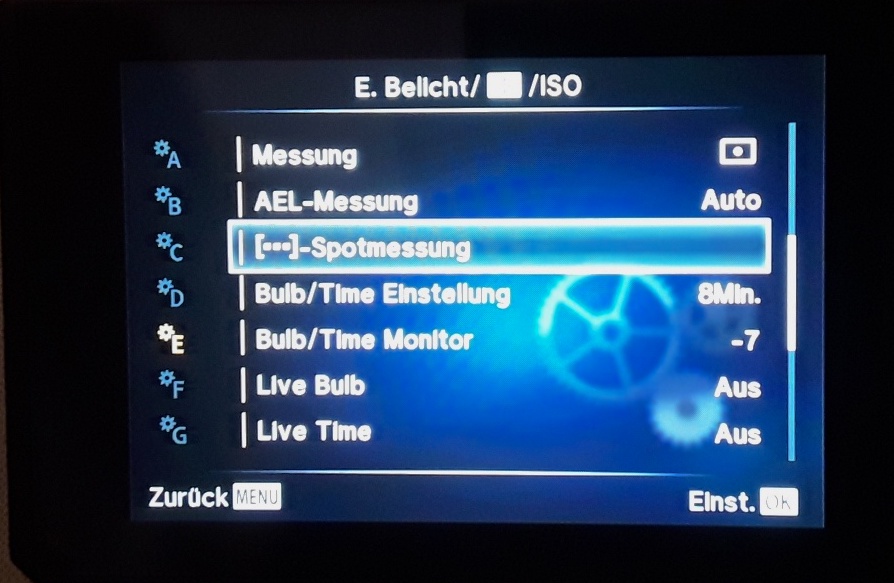 E. Belicht/ /ISO
A
Messung
B
AEL-Messung Auto
C
[···]-Spotmessung
D
Bulb/Time Einstellung 8Min.
E
Bulb/Time Monitor -7
F
Live Bulb Aus
G
Live Time Aus
Zurück MENU Einst. OK